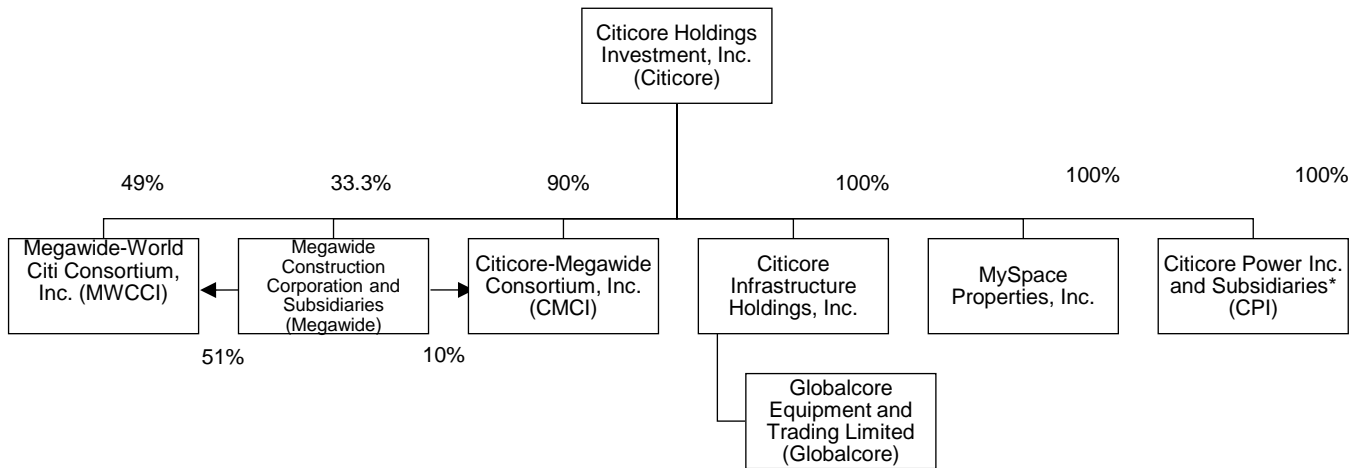 Citicore Holdings
Investment, Inc.
(Citicore)
49%
33.3%
90%
100%
100%
100%
Megawide-World
Citi Consortium,
Inc. (MWCCI)
Megawide
Construction
Corporation and
Subsidiaries
(Megawide)
Citicore-Megawide
Consortium, Inc.
(CMCI)
Citicore
Infrastructure
Holdings, Inc.
MySpace
Properties, Inc.
Citicore Power Inc.
and Subsidiaries*
(CPI)
51%
10%
Globalcore
Equipment and
Trading Limited
(Globalcore)